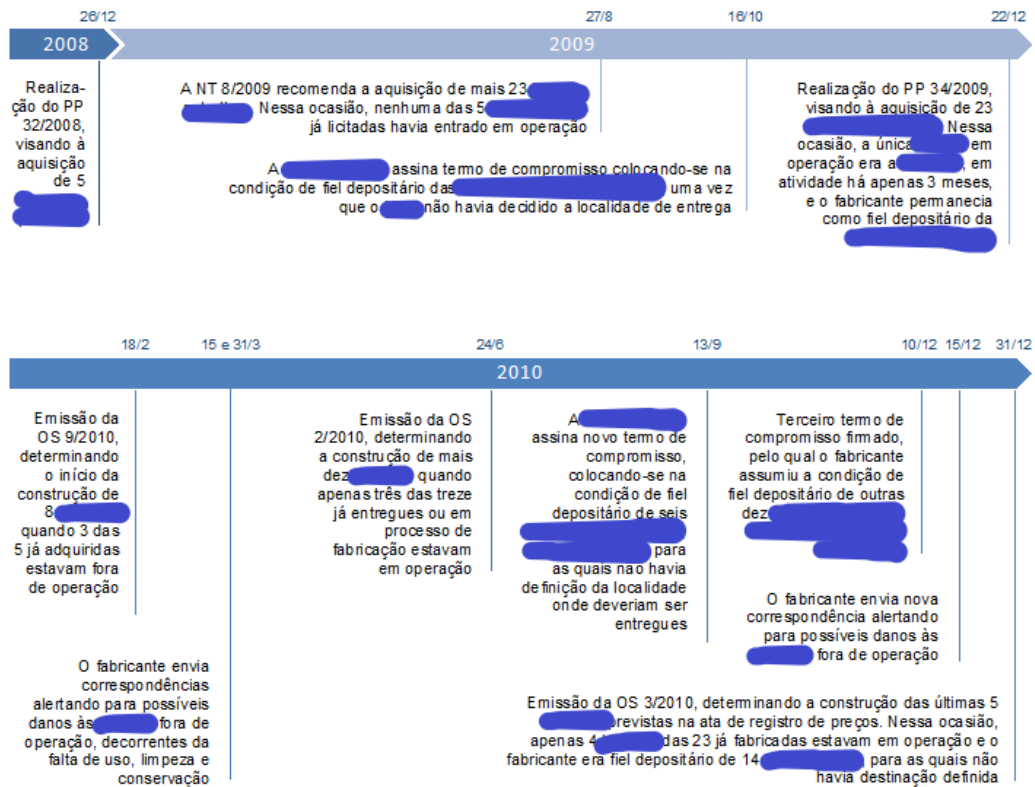 26/12
27/8
16/10
22/12
2008
2009
Realiza-
ção do PP
32/2008,
visando à
aquisição
de 5
A NT 8/2009 recomenda a aquisição de mais 23
Nessa ocasião, nenhuma das 5
já licitadas havia entrado em operação
A assina termo de compromisso colocando-se na
condição de fiel depositário das uma vez
que o não havia decidido a localidade de entrega
Realização do PP 34/2009,
visando à aquisição de 23
Nessa
ocasião, a única em
operação era a , em
atividade há apenas 3 meses,
e o fabricante permanecia
como fiel depositário da
18/2
15 e 31/3
24/6
13/9
10/12
15/12
31/12
2010
Emissão da
OS 9/2010,
determinando
o início da
construção de
8
quando 3 das
5 já adquiridas
estavam fora
de operação
O fabricante envia
correspondências
alertando para possíveis
danos às fora de
operação, decorrentes da
falta de uso, limpeza e
conservação
Emissão da OS
2/2010, determinando
a construção de mais
dez quando
apenas três das treze
já entregues ou em
processo de
fabricação estavam
em operação
A
assina novo termo de
compromisso,
colocando-se na
condição de fiel
depositário de seis
para
as quais não havia
definição da localidade
onde deveriam ser
entregues
Terceiro termo de
compromisso firmado,
pelo qual o fabricante
assumiu a condição de
fiel depositário de outras
dez
O fabricante envia nova
correspondência alertando
para possíveis danos às
fora de operação
Emissão da OS 3/2010, determinando a construção das últimas 5
previstas na ata de registro de preços. Nessa ocasião,
apenas 4 das 23 já fabricadas estavam em operação e o
fabricante era fiel depositário de 14 , para as quais não
havia destinação definida